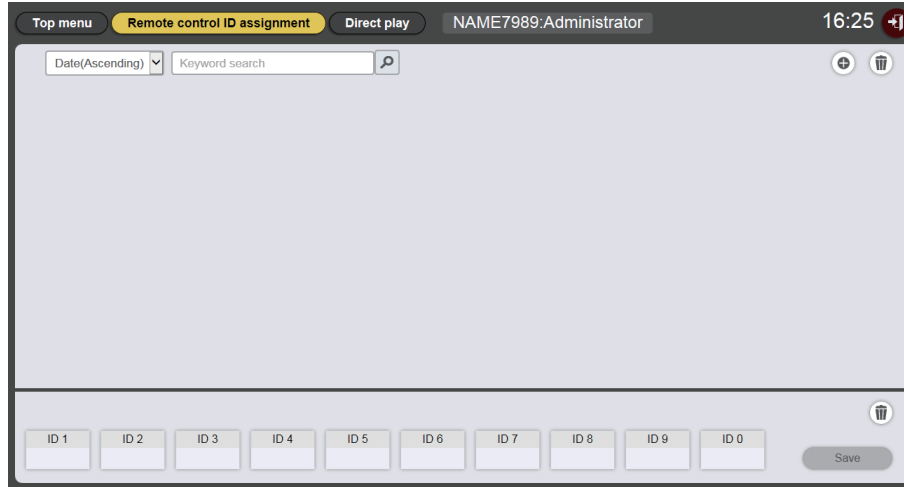 Top menu Remote control ID assignment Direct play NAME7989:Administrator 16:25
Date(Ascending) Keyword search
ID 1 ID 2 ID 3 ID 4 ID 5 ID 6 ID 7 ID 8 ID 9 ID 0
Save